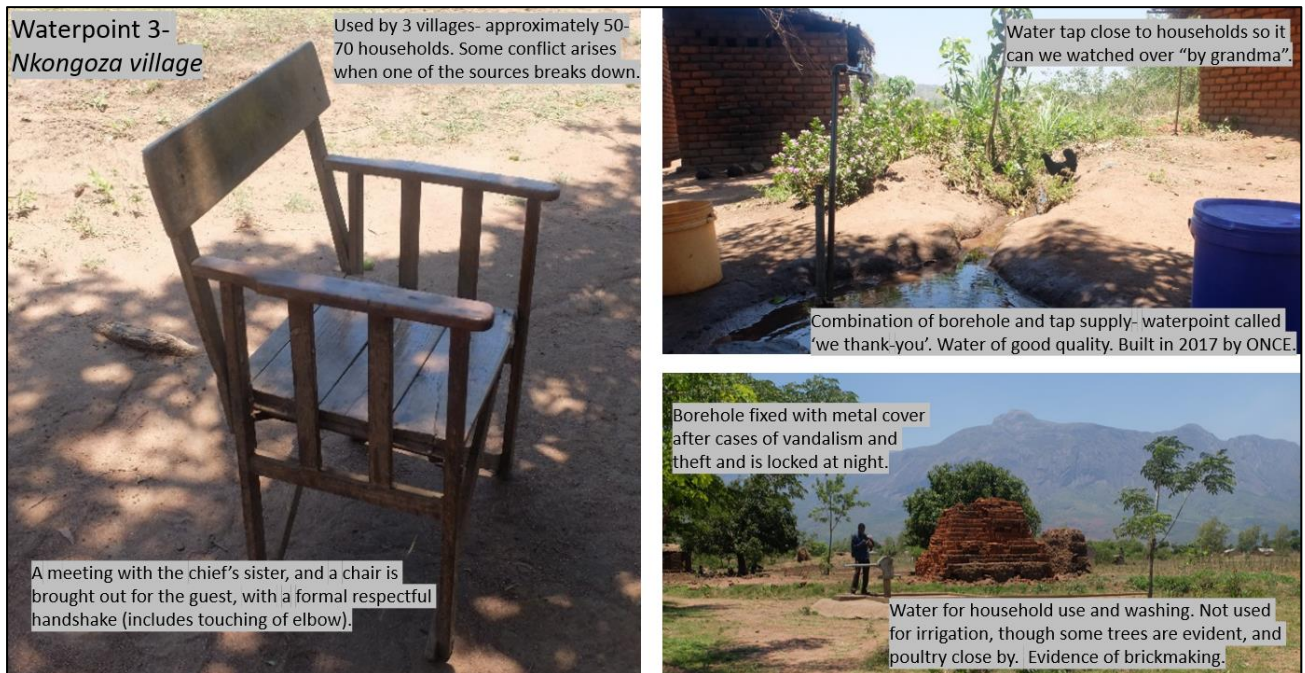 Waterpoint 3-
Nkongoza village
Used by 3 villages- approximately 50-
70 households. Some conflict arises
when one of the sources breaks down.
A meeting with the chief's sister, and a chair is
brought out for the guest, with a formal respectful
handshake (includes touching of elbow).
Water tap close to households so it
can we watched over “by grandma”.
Combination of borehole and tap supply- waterpoint called
‘we thank-you’. Water of good quality. Built in 2017 by ONCE.
Borehole fixed with metal cover
after cases of vandalism and
theft and is locked at night.
Water for household use and washing. Not used
for irrigation, though some trees are evident, and
poultry close by. Evidence of brickmaking.